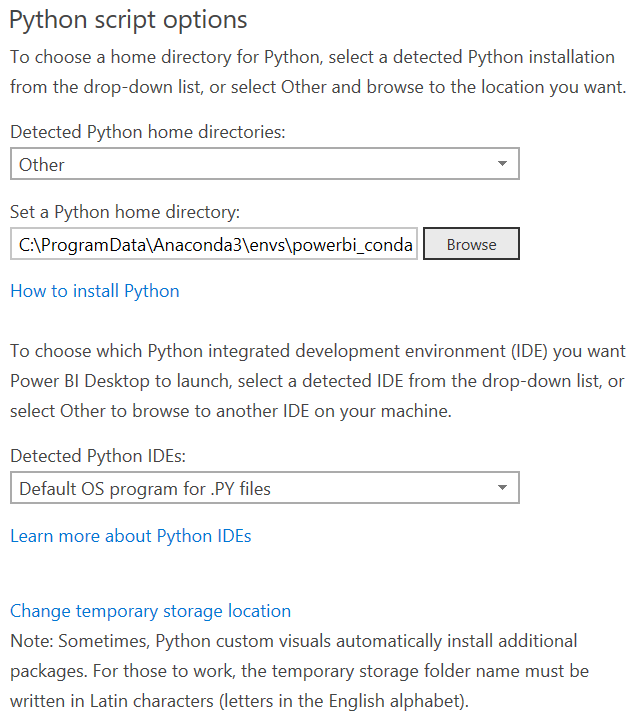 Python script options
To choose a home directory for Python, select a detected Python installation
from the drop-down list, or select Other and browse to the location you want.
Detected Python home directories:
Other
Set a Python home directory:
C:\ProgramData\Anaconda3\envs\powerbi_conda
Browse
How to install Python
To choose which Python integrated development environment (IDE) you want
Power BI Desktop to launch, select a detected IDE from the drop-down list, or
select Other to browse to another IDE on your machine.
Detected Python IDEs:
Default OS program for .PY files
Learn more about Python IDEs
Change temporary storage location
Note: Sometimes, Python custom visuals automatically install additional
packages. For those to work, the temporary storage folder name must be
written in Latin characters (letters in the English alphabet).